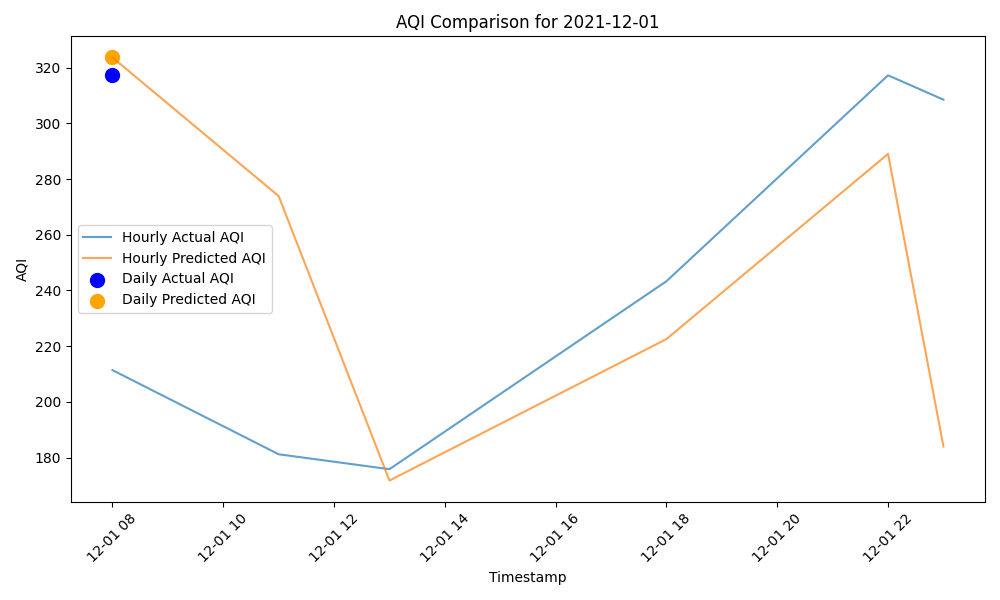 AQI Comparison for 2021-12-01
AQI
320
300
280
260
240
220
200
180
Hourly Actual AQI
Hourly Predicted AQI
Daily Actual AQI
Daily Predicted AQI
12-01 08
12-01 10
12-01 12
12-01 14
12-01 16
12-01 18
12-01 20
12-01 22
Timestamp